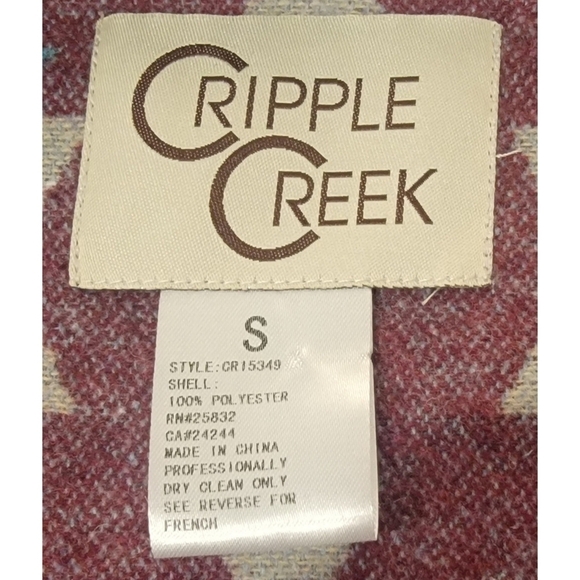 CRIPPLE
CREEK
S
STYLE:CR15349
SHELL:
100% POLYESTER
RN#25832
CA#24244
MADE IN CHINA
PROFESSIONALLY
DRY CLEAN ONLY
SEE REVERSE FOR
FRENCH